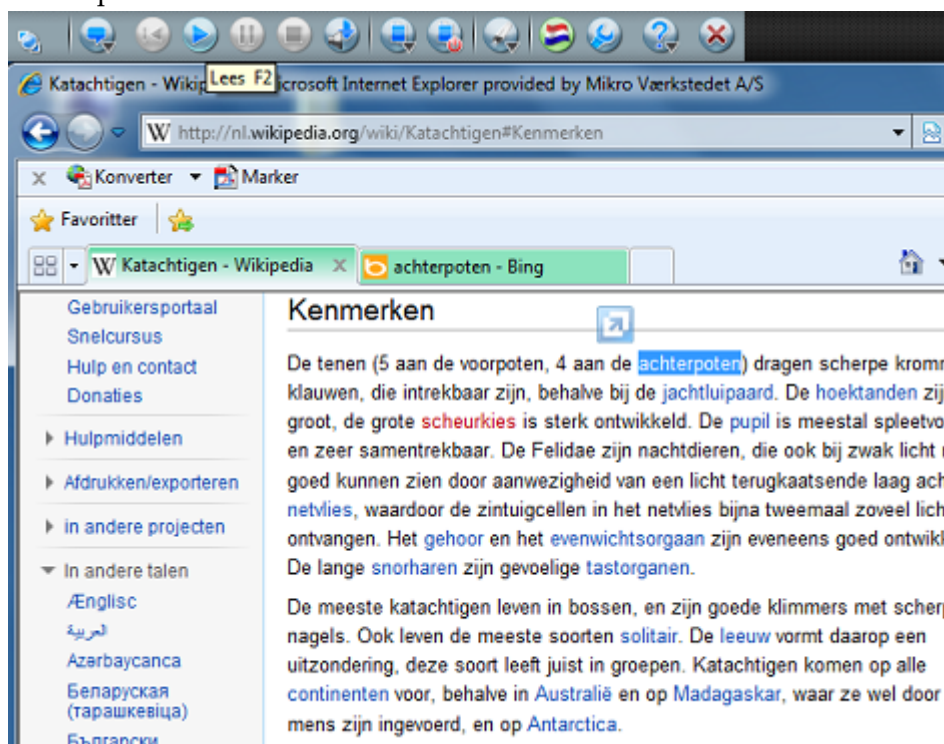 Lees F2
Katachtigen - Wikip
icrosoft Internet Explorer provided by Mikro Værkstedet A/S
http://nl.wikipedia.org/wiki/Katachtigen#Kenmerken
Konverter Marker
Favoritter
Katachtigen - Wikipedia
achterpoten - Bing
Gebruikersportaal
Snelcursus
Hulp en contact
Donaties
Hulpmiddelen
Afdrukken/exporteren
in andere projecten
In andere talen
Ænglisc
العربية
Azərbaycanca
Беларуская
(тарашкевіца)
Български
Kenmerken
De tenen (5 aan de voorpoten, 4 aan de achterpoten) dragen scherpe kromm
klauwen, die intrekbaar zijn, behalve bij de jachtluipaard. De hoektanden zij
groot, de grote scheurkies is sterk ontwikkeld. De pupil is meestal spleetvo
en zeer samentrekbaar. De Felidae zijn nachtdieren, die ook bij zwak licht
goed kunnen zien door aanwezigheid van een licht terugkaatsende laag ach
netvlies, waardoor de zintuigcellen in het netvlies bijna tweemaal zoveel lich
ontvangen. Het gehoor en het evenwichtsorgaan zijn eveneens goed ontwikk
De lange snorharen zijn gevoelige tastorganen.
De meeste katachtigen leven in bossen, en zijn goede klimmers met scherp
nagels. Ook leven de meeste soorten solitair. De leeuw vormt daarop een
uitzondering, deze soort leeft juist in groepen. Katachtigen komen op alle
continenten voor, behalve in Australië en op Madagaskar, waar ze wel door
mens zijn ingevoerd, en op Antarctica.